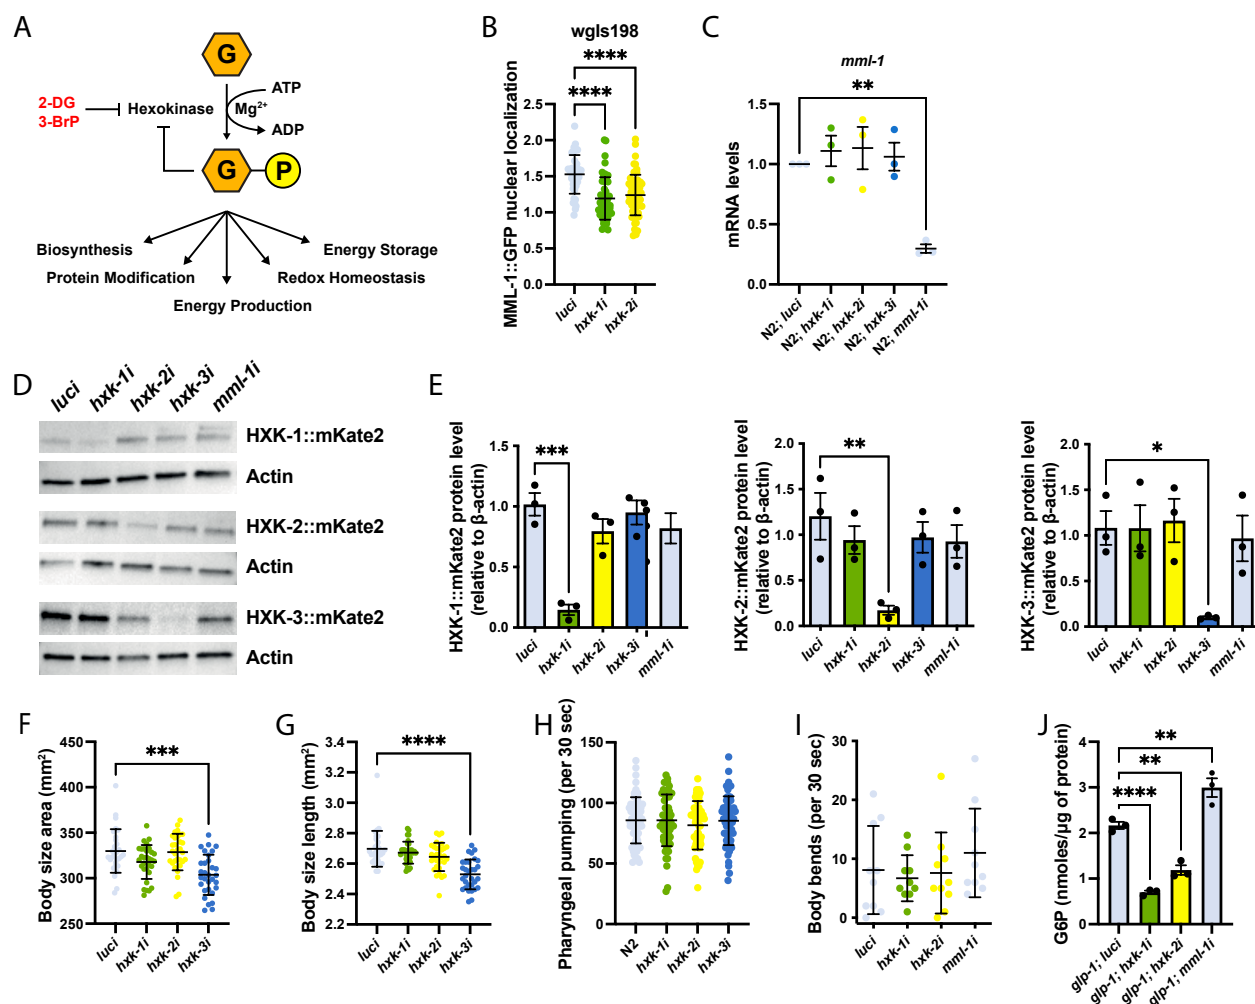 A
G
ATP
2-DG
3-BrP
Hexokinase
Mg2+
ADP
G
P
Biosynthesis
Energy Storage
Protein Modification
Redox Homeostasis
Energy Production
B
wgIs198
****
****
MML-1::GFP nuclear localization
2.5
2.0
1.5
1.0
0.5
0.0
luci
hxk-1i
hxk-2i
C
mml-1
**
mRNA levels
1.5
1.0
0.5
0.0
N2; luci
N2; hxk-1i
N2; hxk-2i
N2; hxk-3i
N2; mml-1i
D
luci
hxk-1i
hxk-2i
hxk-3i
mml-1i
HXK-1::mKate2
Actin
HXK-2::mKate2
Actin
HXK-3::mKate2
Actin
E
HXK-1::mKate2 protein level
(relative to β-actin)
***
1.5
1.0
0.5
0.0
luci
hxk-1i
hxk-2i
hxk-3i
mml-1i
HXK-2::mKate2 protein level
(relative to β-actin)
**
2.0
1.5
1.0
0.5
0.0
luci
hxk-1i
hxk-2i
hxk-3i
mml-1i
HXK-3::mKate2 protein level
(relative to β-actin)
*
2.0
1.5
1.0
0.5
0.0
luci
hxk-1i
hxk-2i
hxk-3i
mml-1i
F
Body size area (mm2)
***
450
400
350
300
250
luci
hxk-1i
hxk-2i
hxk-3i
G
Body size length (mm2)
****
3.4
3.2
3.0
2.8
2.6
2.4
2.2
luci
hxk-1i
hxk-2i
hxk-3i
H
Pharyngeal pumping (per 30 sec)
150
100
50
0
N2
hxk-1i
hxk-2i
hxk-3i
I
Body bends (per 30 sec)
30
20
10
0
luci
hxk-1i
hxk-2i
mml-1i
J
G6P (nmoles/µg of protein)
**
**
****
4
3
2
1
0
glp-1; luci
glp-1; hxk-1i
glp-1; hxk-2i
glp-1; mml-1i